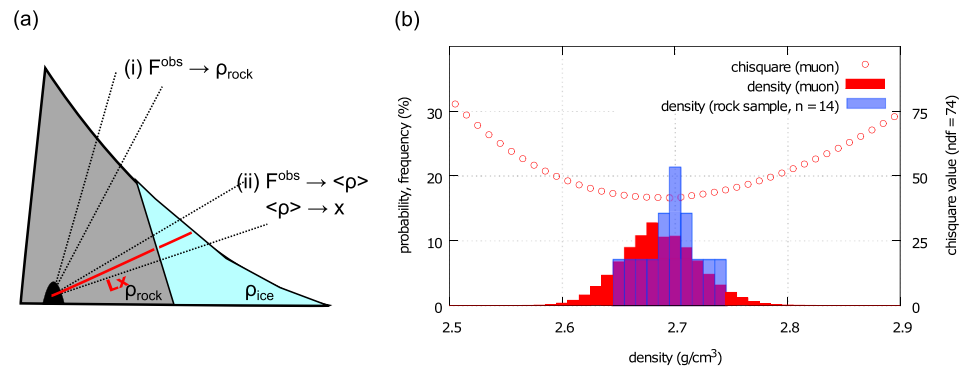 (a)
(i) F^obs → ρ_rock
(ii) F^obs → <ρ>
<ρ> → x
Lx
ρ_rock
ρ_ice
(b)
chisquare (muon)
density (muon)
density (rock sample, n = 14)
probability, frequency (%)
30
20
10
0
75
50
25
0
chisquare value (ndf = 74)
2.5 2.6 2.7 2.8 2.9
density (g/cm³)